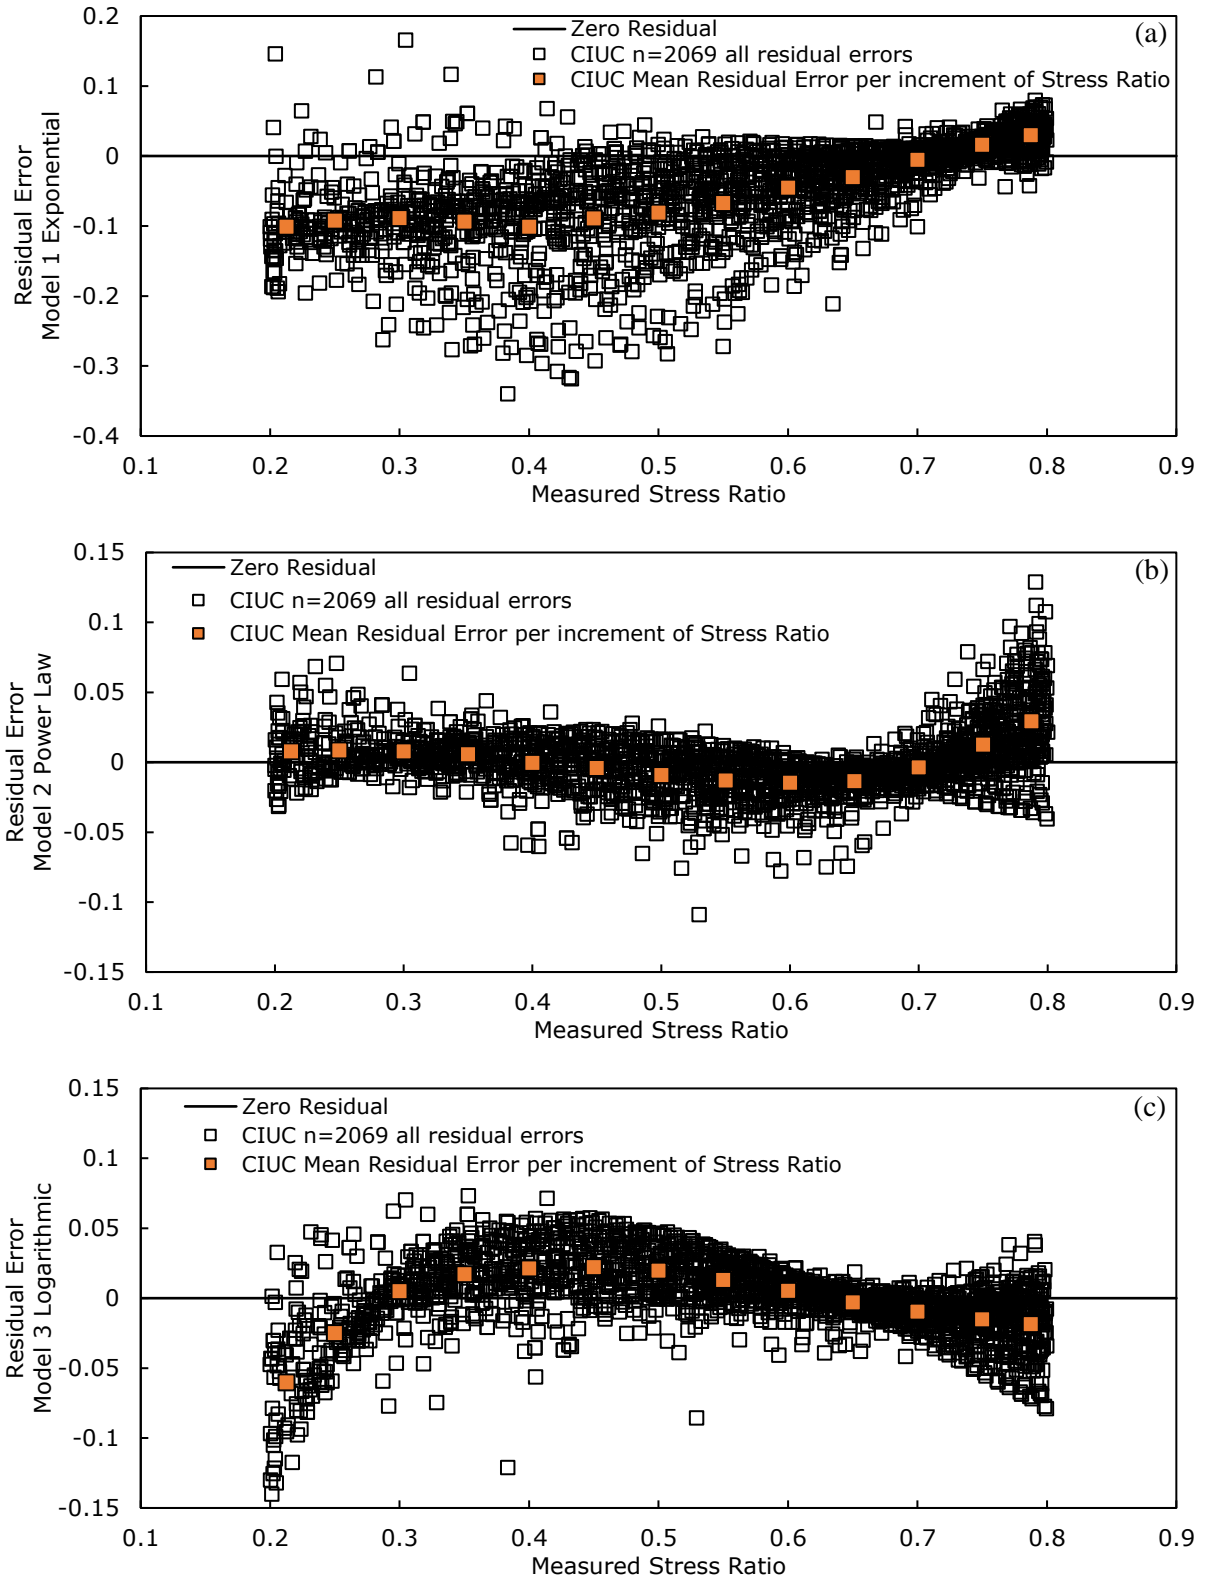 0.2
Zero Residual
(a)
CIUC n=2069 all residual errors
CIUC Mean Residual Error per increment of Stress Ratio
0.1
0
-0.1
-0.2
-0.3
-0.4
Residual Error
Model 1 Exponential
0.1 0.2 0.3 0.4 0.5 0.6 0.7 0.8 0.9
Measured Stress Ratio
0.15
Zero Residual
(b)
CIUC n=2069 all residual errors
CIUC Mean Residual Error per increment of Stress Ratio
0.1
0.05
0
-0.05
-0.1
-0.15
Residual Error
Model 2 Power Law
0.1 0.2 0.3 0.4 0.5 0.6 0.7 0.8 0.9
Measured Stress Ratio
0.15
Zero Residual
(c)
CIUC n=2069 all residual errors
CIUC Mean Residual Error per increment of Stress Ratio
0.1
0.05
0
-0.05
-0.1
-0.15
Residual Error
Model 3 Logarithmic
0.1 0.2 0.3 0.4 0.5 0.6 0.7 0.8 0.9
Measured Stress Ratio